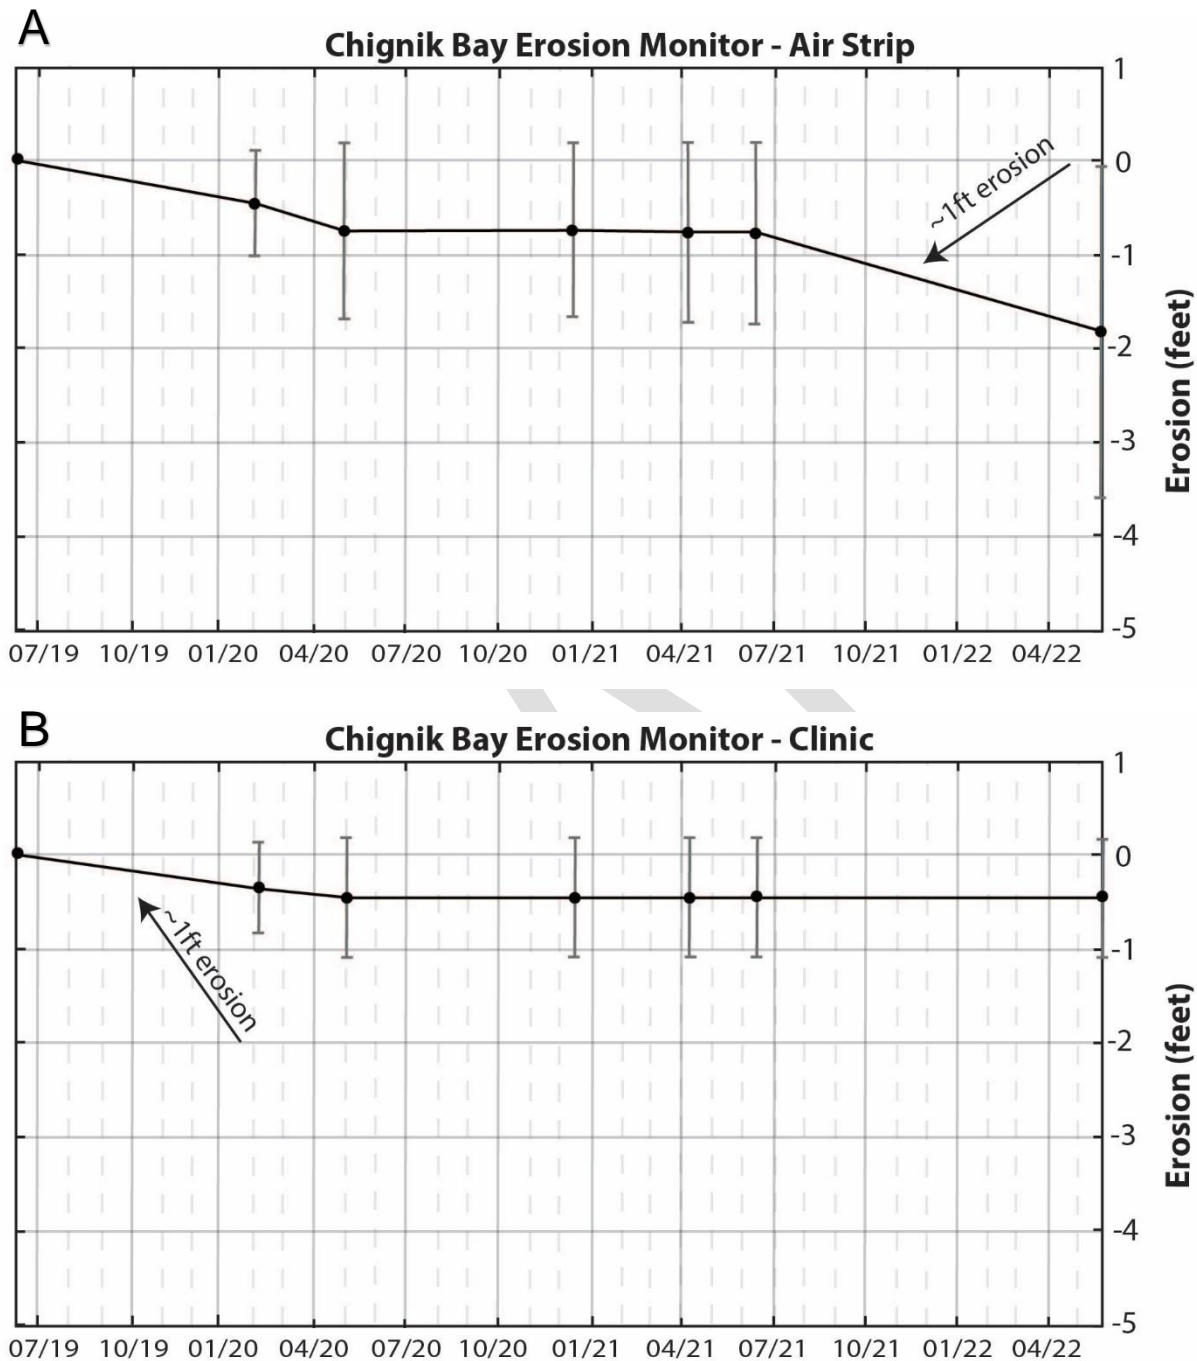 A
Chignik Bay Erosion Monitor - Air Strip
1
0
-1
-2
-3
-4
-5
~1ft erosion
Erosion (feet)
07/19 10/19 01/20 04/20 07/20 10/20 01/21 04/21 07/21 10/21 01/22 04/22
B
Chignik Bay Erosion Monitor - Clinic
1
0
-1
-2
-3
-4
-5
~1ft erosion
Erosion (feet)
07/19 10/19 01/20 04/20 07/20 10/20 01/21 04/21 07/21 10/21 01/22 04/22